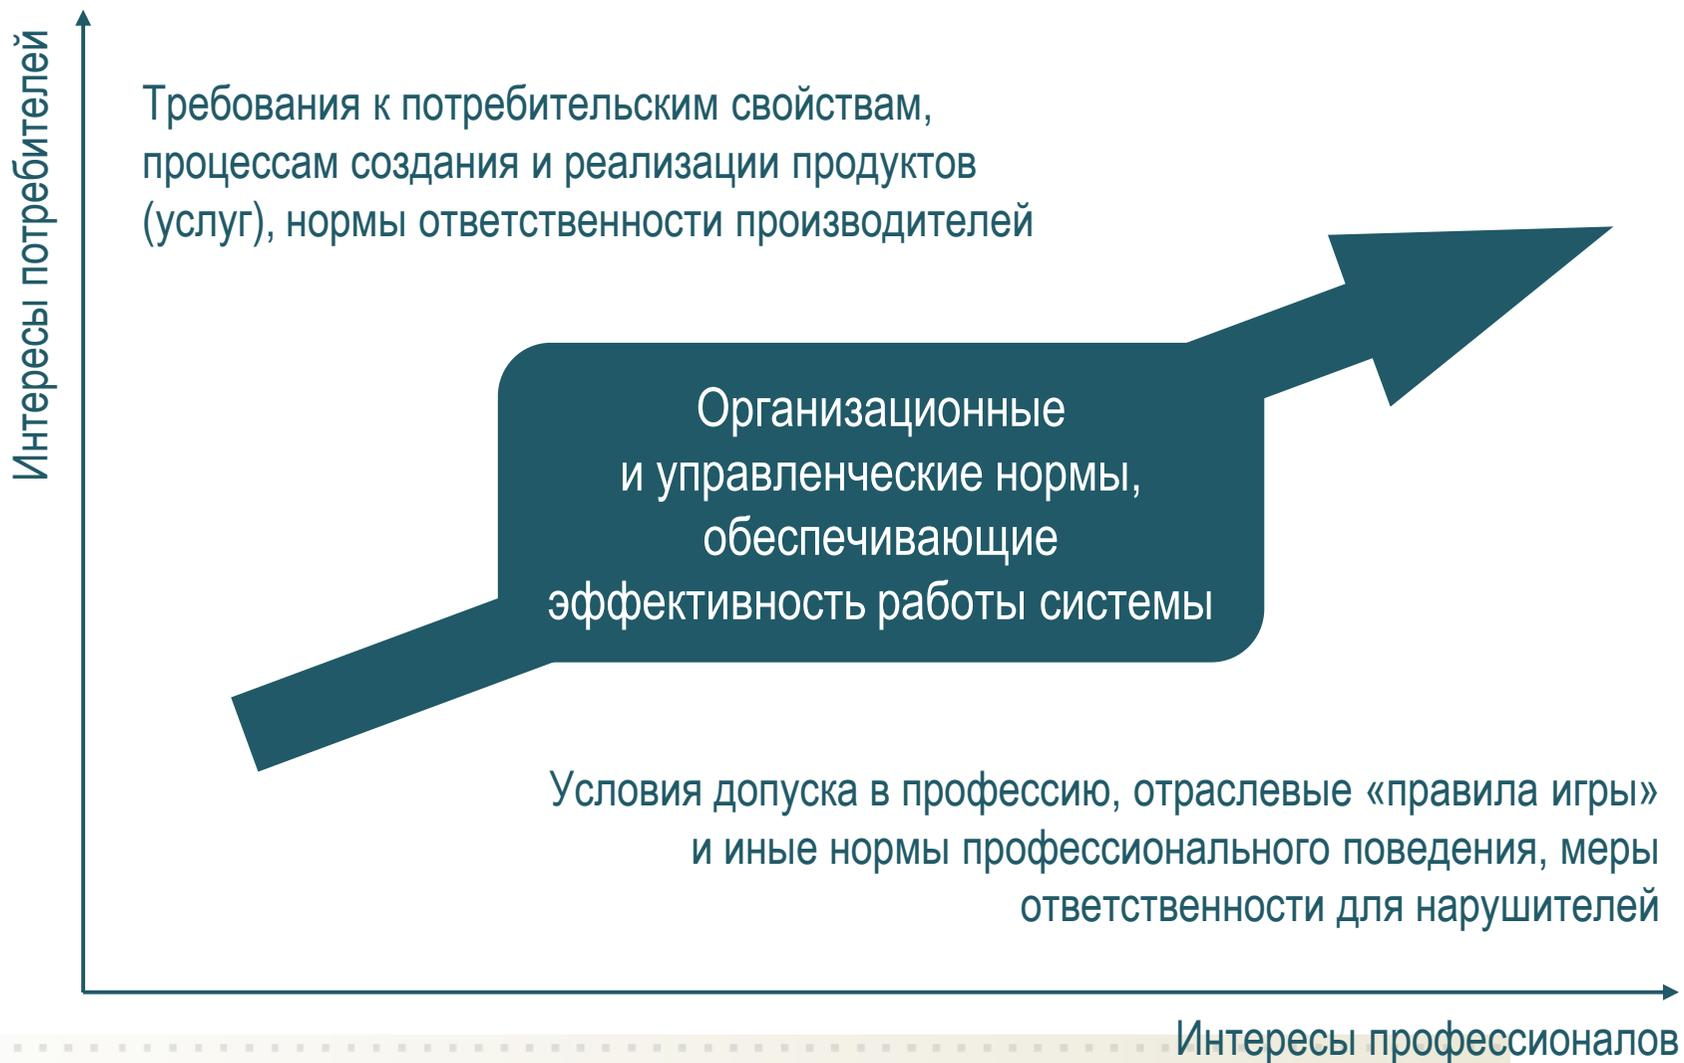 Интересы потребителей
Требования к потребительским свойствам,
процессам создания и реализации продуктов
(услуг), нормы ответственности производителей
Организационные
и управленческие нормы,
обеспечивающие
эффективность работы системы
Условия допуска в профессию, отраслевые «правила игры»
и иные нормы профессионального поведения, меры
ответственности для нарушителей
Интересы профессионалов